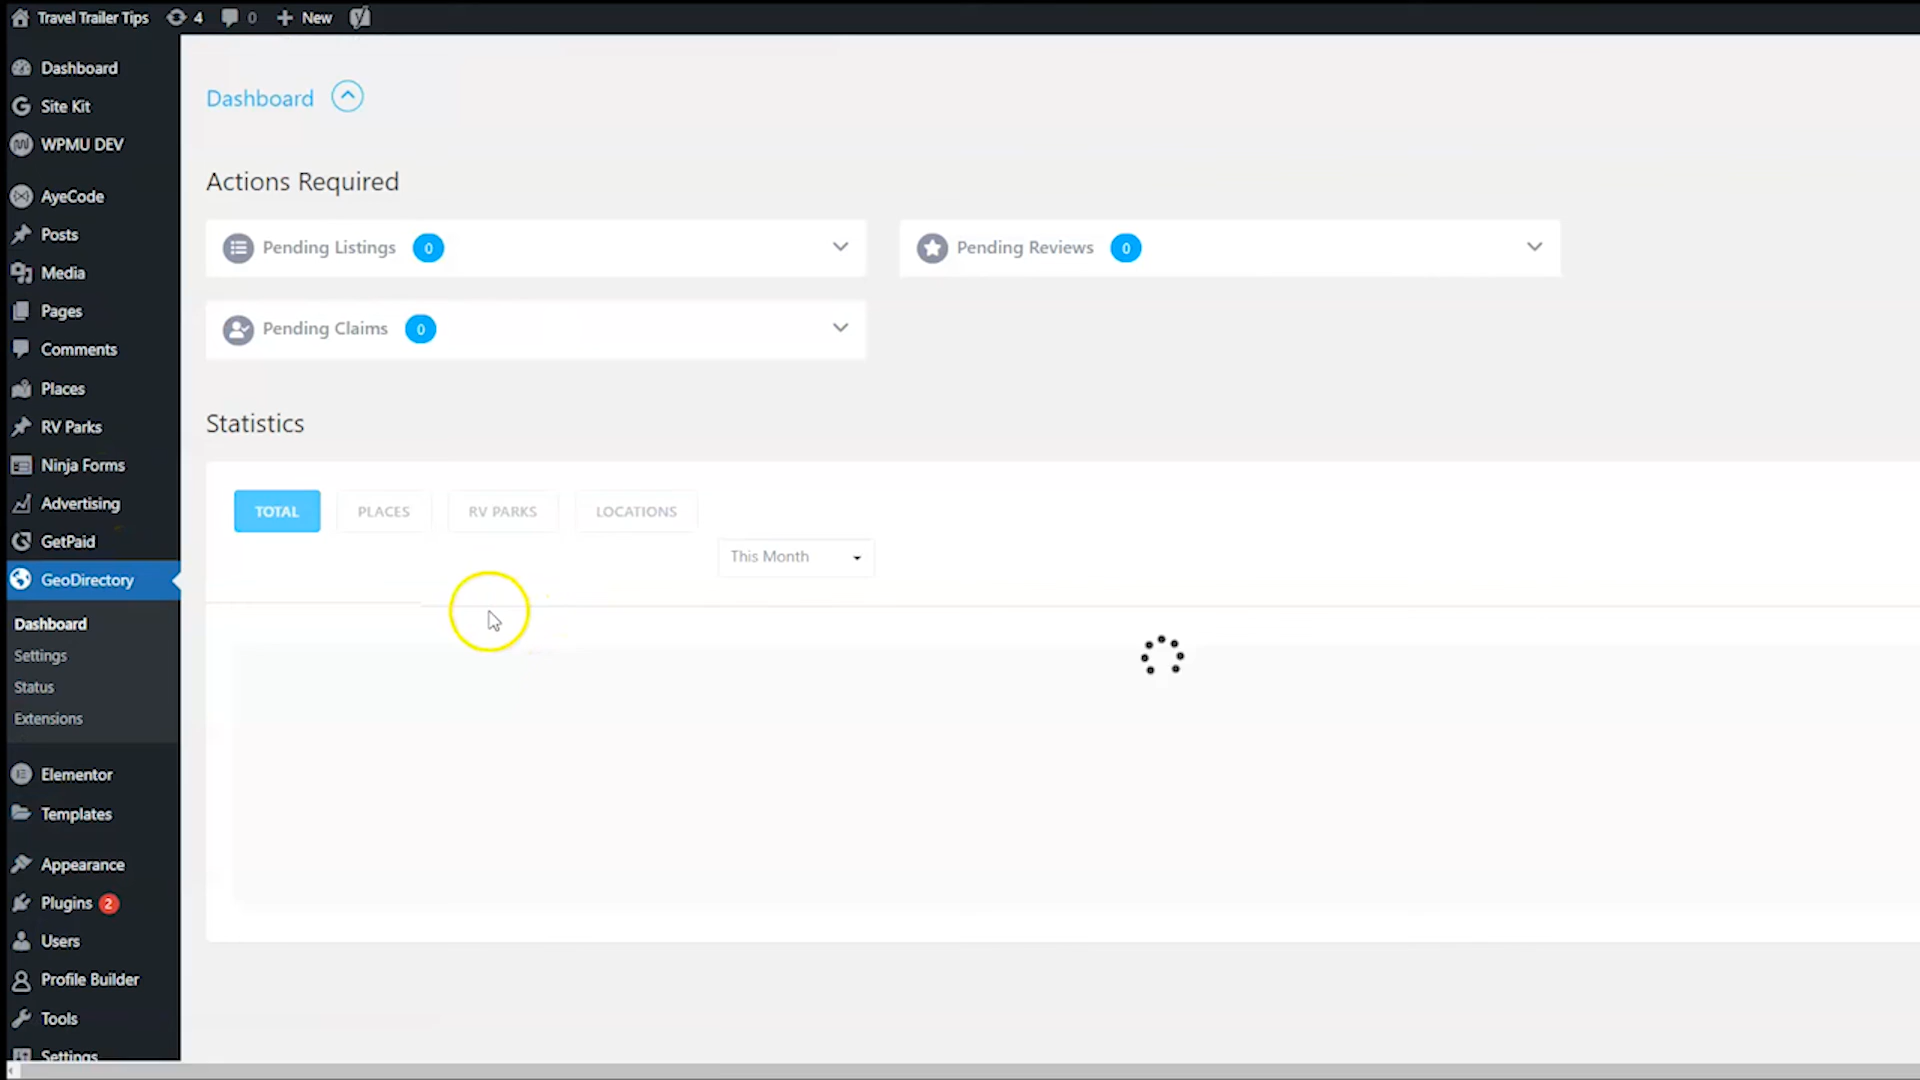 Travel Trailer Tips 4 0 New
Dashboard
Site Kit
WPMU DEV
AyeCode
Posts
Media
Pages
Comments
Places
RV Parks
Ninja Forms
Advertising
GetPaid
GeoDirectory
Dashboard
Settings
Status
Extensions
Elementor
Templates
Appearance
Plugins 2
Users
Profile Builder
Tools
Settings
Dashboard
Actions Required
Pending Listings 0
Pending Reviews 0
Pending Claims 0
Statistics
TOTAL PLACES RV PARKS LOCATIONS
This Month